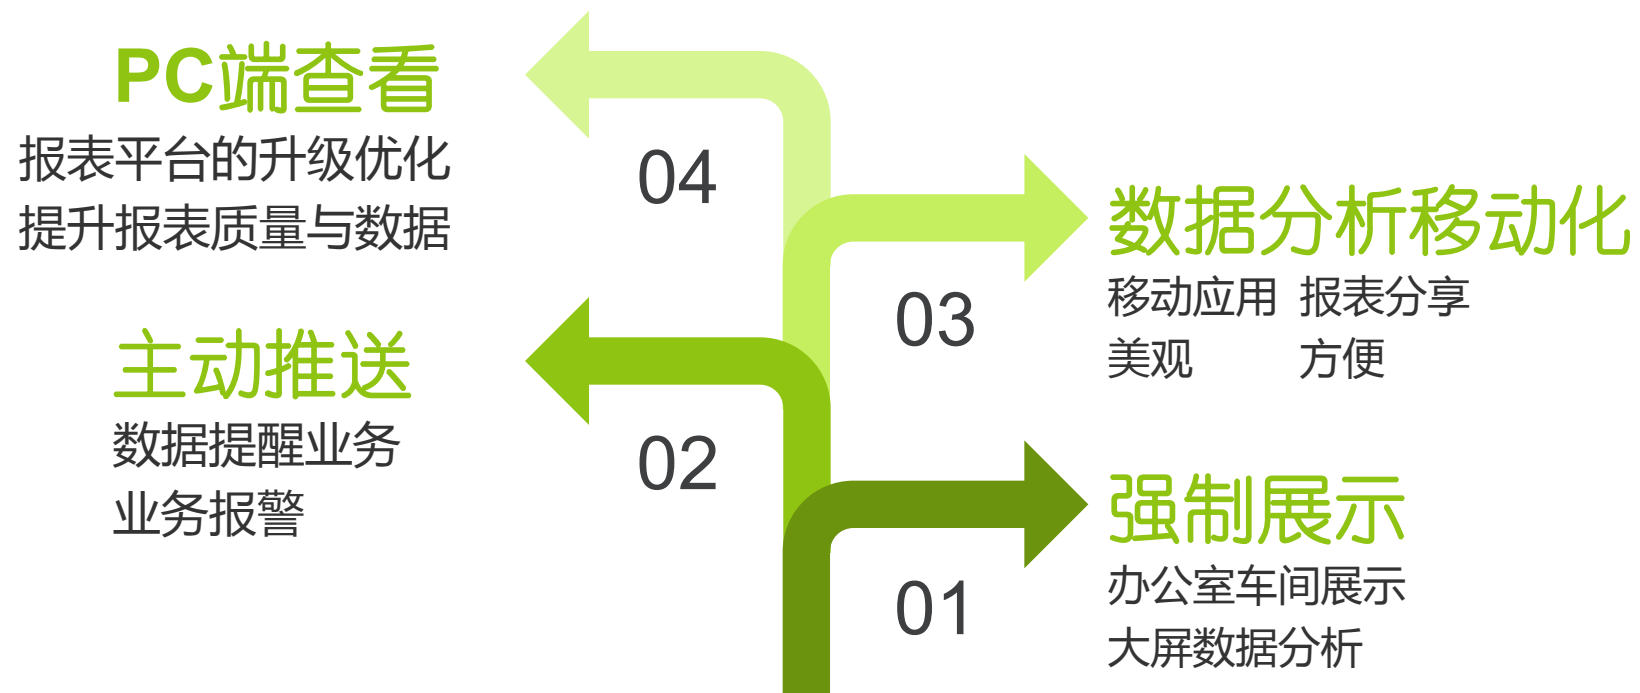 PC端查看
报表平台的升级优化
提升报表质量与数据
04
数据分析移动化
移动应用 报表分享
美观 方便
03
主动推送
数据提醒业务
业务报警
02
强制展示
办公室车间展示
大屏数据分析
01